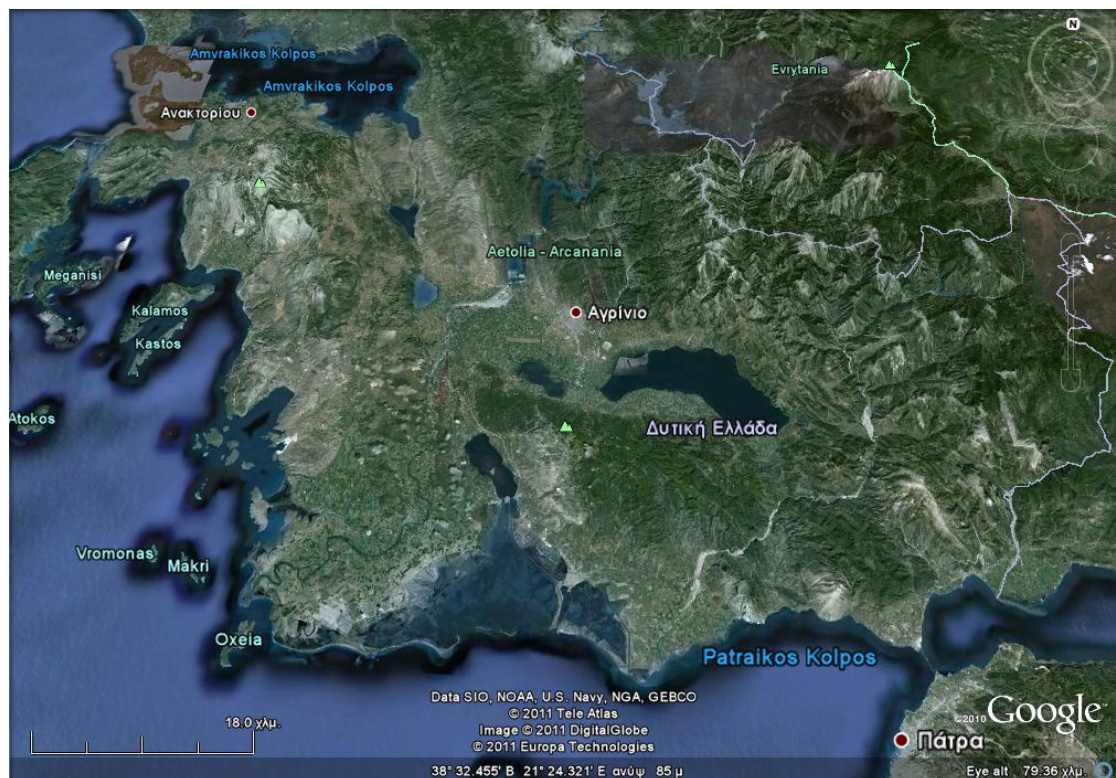 N
Amvrakikos Kolpos
Evrytania
Amvrakikos Kolpos
Ανακτορίου
Aetolia - Arcanania
Meganisi
Kalamos
Αγρίνιο
Kastos
Atokos
Δυτική Ελλάδα
Vromonas
Makri
Oxeia
Patraikos Kolpos
Data SIO, NOAA, U.S. Navy, NGA, GEBCO
© 2011 Tele Atlas
Image © 2011 DigitalGlobe
© 2011 Europa Technologies
18.0 χλμ.
©2010 Google
Πάτρα
38° 32.455' Β 21° 24.321' Ε ανύψ 85 μ
Eye alt 79.36 χλμ.